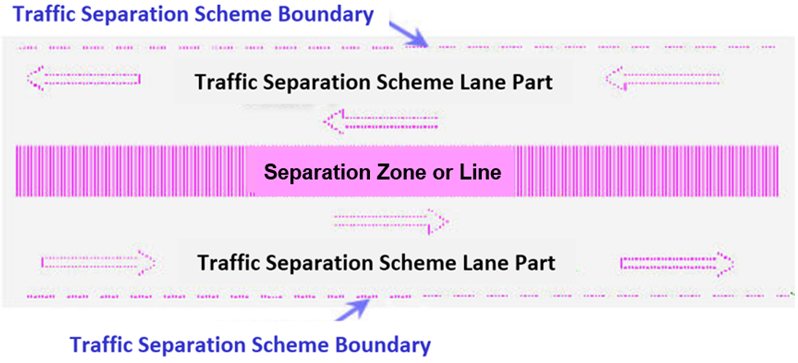 Traffic Separation Scheme Boundary
Traffic Separation Scheme Lane Part
Separation Zone or Line
Traffic Separation Scheme Lane Part
Traffic Separation Scheme Boundary